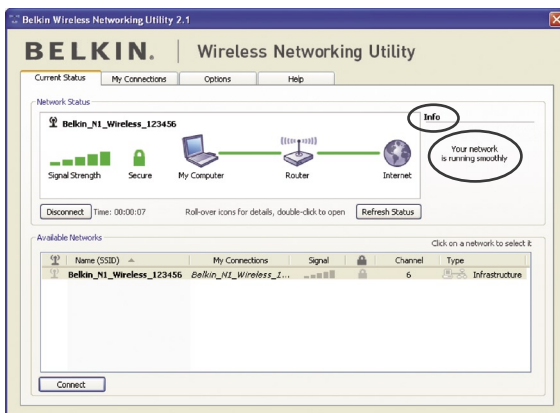 Belkin Wireless Networking Utility 2.1
BELKIN. | Wireless Networking Utility
Current Status My Connections Options Help
Network Status
Belkin_N1_Wireless_123456
Signal Strength Secure My Computer Router Internet
Info
Your network
is running smoothly
Disconnect Time: 00:00:07 Roll-over icons for details, double-click to open Refresh Status
Available Networks
Click on a network to select it
Name (SSID) My Connections Signal Channel Type
Belkin_N1_Wireless_123456 Belkin_N1_Wireless_1... 6 Infrastructure
Connect